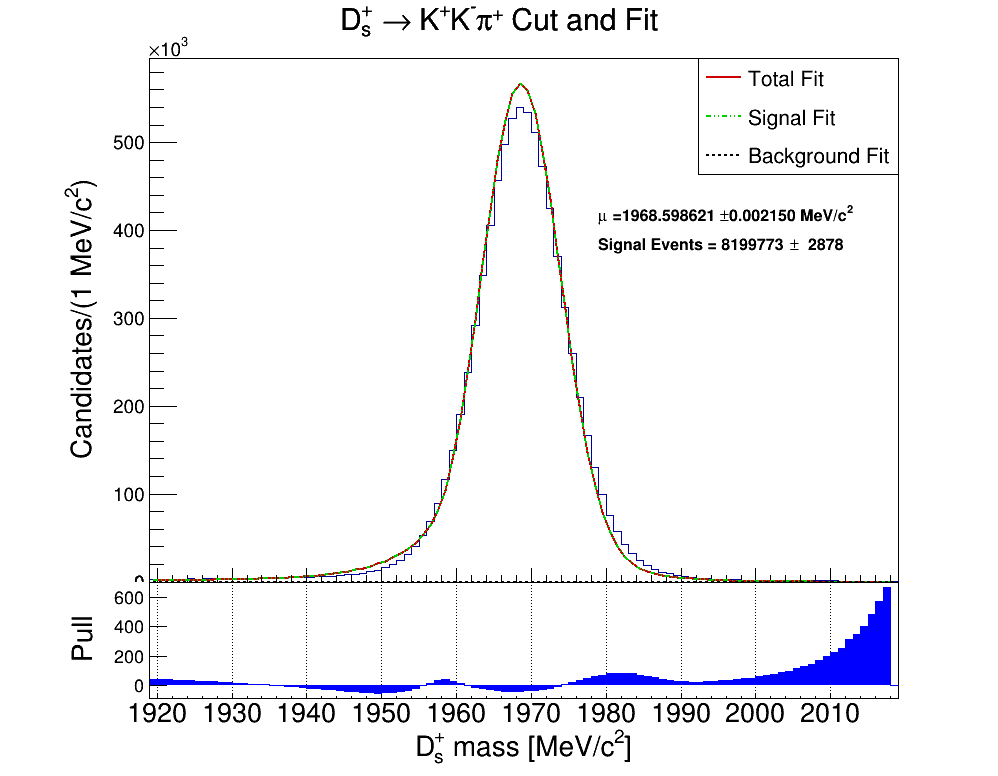 D_s^+ → K^+K^-π^+ Cut and Fit
×10^3
Total Fit
Signal Fit
Background Fit
μ =1968.598621 ±0.002150 MeV/c^2
Signal Events = 8199773 ± 2878
Candidates/(1 MeV/c^2)
500
400
300
200
100
0
Pull
600
400
200
0
1920 1930 1940 1950 1960 1970 1980 1990 2000 2010
D_s^+ mass [MeV/c^2]